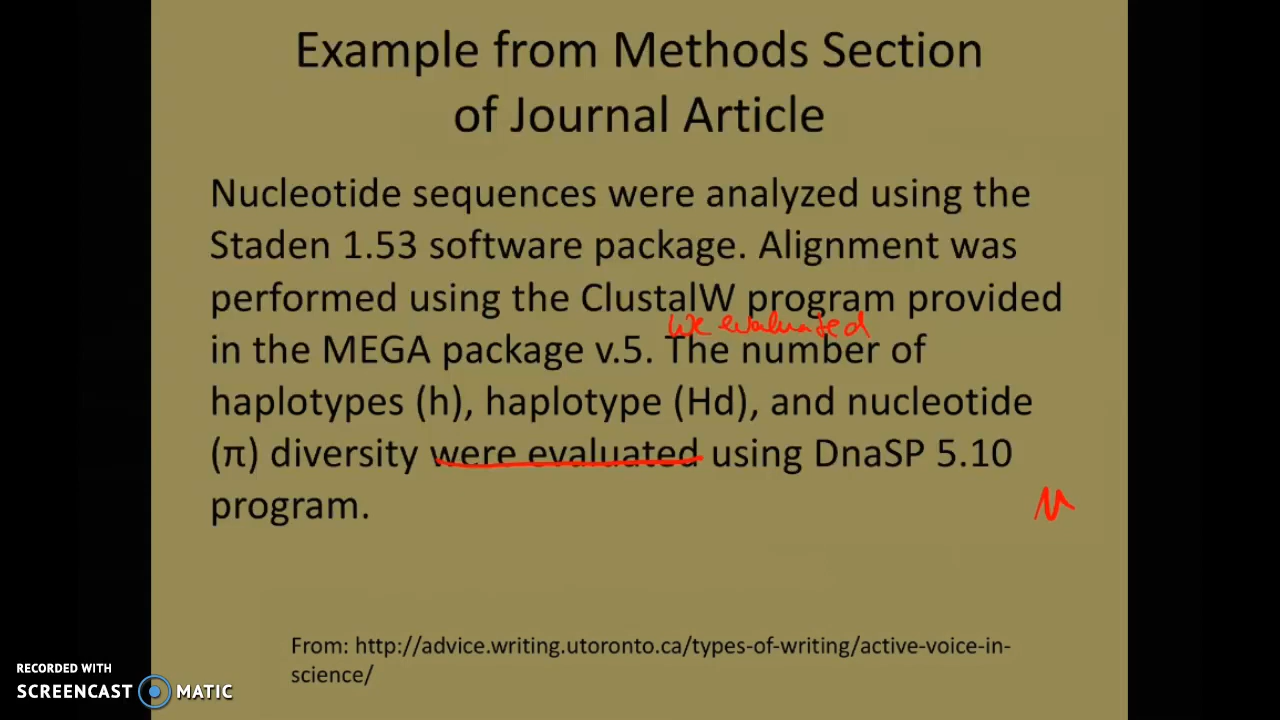 Example from Methods Section
of Journal Article
Nucleotide sequences were analyzed using the
Staden 1.53 software package. Alignment was
performed using the ClustalW program provided
we evaluated
in the MEGA package v.5. The number of
haplotypes (h), haplotype (Hd), and nucleotide
(π) diversity were evaluated using DnaSP 5.10
program.
From: http://advice.writing.utoronto.ca/types-of-writing/active-voice-in-
science/
RECORDED WITH
SCREENCAST MATIC